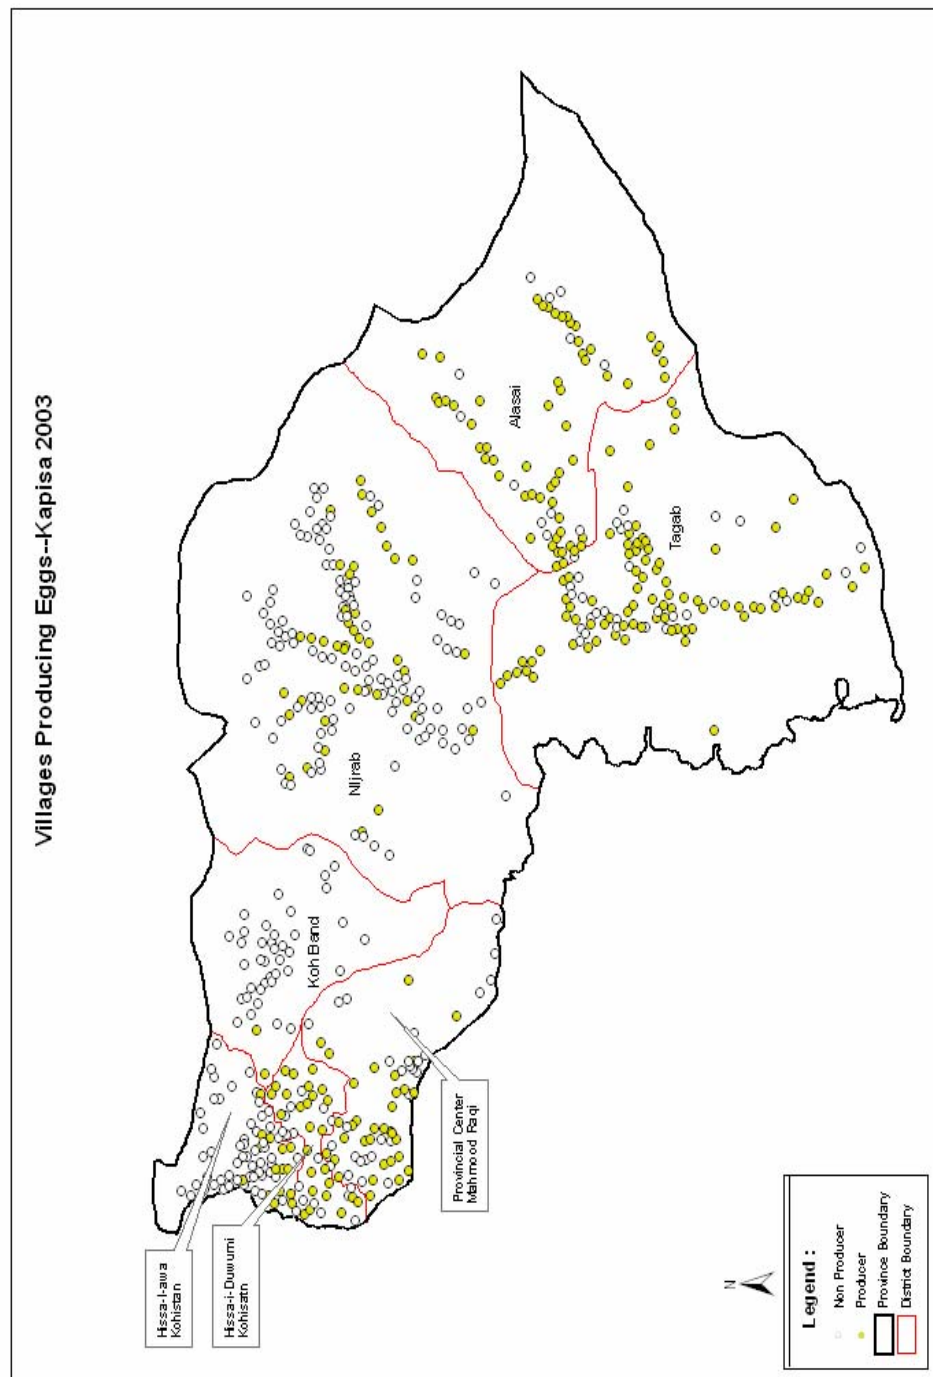 Villages Producing Eggs--Kapisa 2003
Hissa-I-awa
Kohistan
Hissa-i-Duwumi
Kohisatn
Koh Band
Provincial Center
Mahmood Raqi
NIjrab
Alasai
Tagab
N
Legend :
Non Producer
Producer
Province Boundary
District Boundary